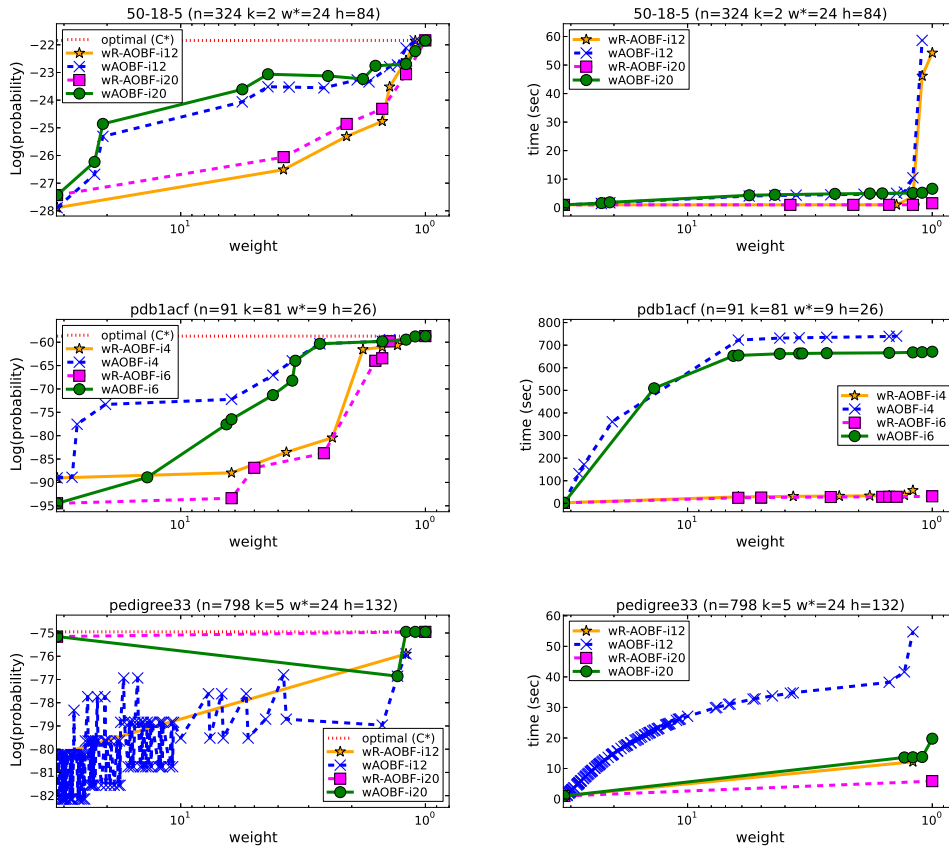 50-18-5 (n=324 k=2 w*=24 h=84)
Log(probability)
−22
−23
−24
−25
−26
−27
−28
optimal (C*)
wR-AOBF-i12
wAOBF-i12
wR-AOBF-i20
wAOBF-i20
10¹
10⁰
weight
50-18-5 (n=324 k=2 w*=24 h=84)
time (sec)
60
50
40
30
20
10
0
wR-AOBF-i12
wAOBF-i12
wR-AOBF-i20
wAOBF-i20
10¹
10⁰
weight
pdb1acf (n=91 k=81 w*=9 h=26)
Log(probability)
−60
−65
−70
−75
−80
−85
−90
−95
optimal (C*)
wR-AOBF-i4
wAOBF-i4
wR-AOBF-i6
wAOBF-i6
10¹
10⁰
weight
pdb1acf (n=91 k=81 w*=9 h=26)
time (sec)
800
700
600
500
400
300
200
100
0
wR-AOBF-i4
wAOBF-i4
wR-AOBF-i6
wAOBF-i6
10¹
10⁰
weight
pedigree33 (n=798 k=5 w*=24 h=132)
Log(probability)
−75
−76
−77
−78
−79
−80
−81
−82
optimal (C*)
wR-AOBF-i12
wAOBF-i12
wR-AOBF-i20
wAOBF-i20
10¹
10⁰
weight
pedigree33 (n=798 k=5 w*=24 h=132)
time (sec)
60
50
40
30
20
10
0
wR-AOBF-i12
wAOBF-i12
wR-AOBF-i20
wAOBF-i20
10¹
10⁰
weight